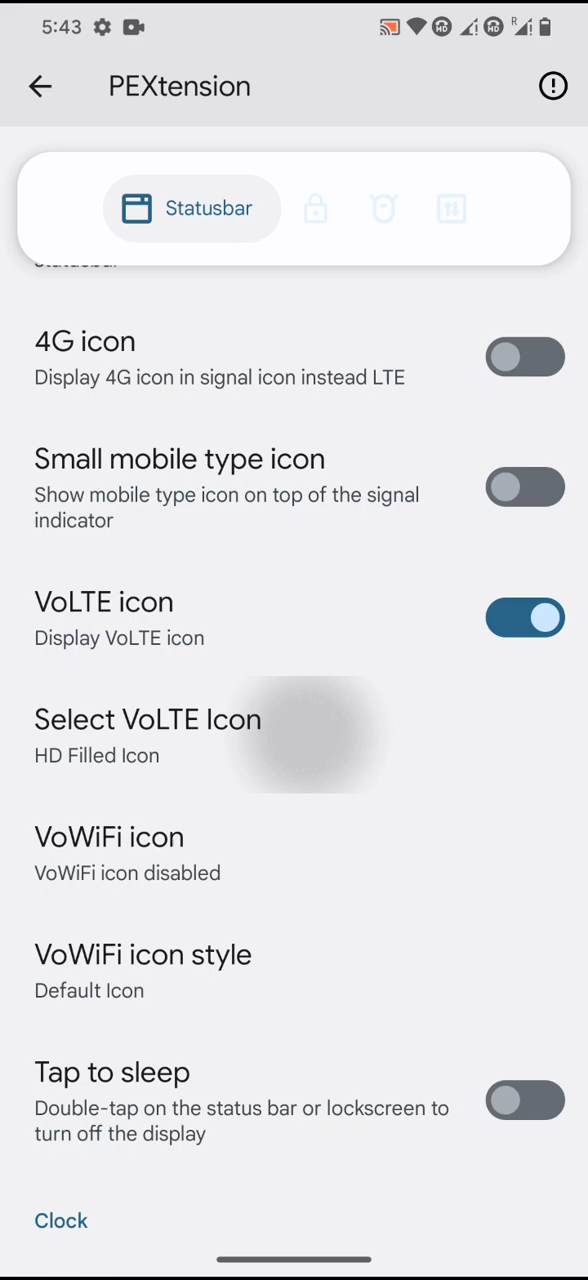 5:43
HD
HD
R
PEXtension
Statusbar
4G icon
Display 4G icon in signal icon instead LTE
Small mobile type icon
Show mobile type icon on top of the signal
indicator
VoLTE icon
Display VoLTE icon
Select VoLTE Icon
HD Filled Icon
VoWiFi icon
VoWiFi icon disabled
VoWiFi icon style
Default Icon
Tap to sleep
Double-tap on the status bar or lockscreen to
turn off the display
Clock